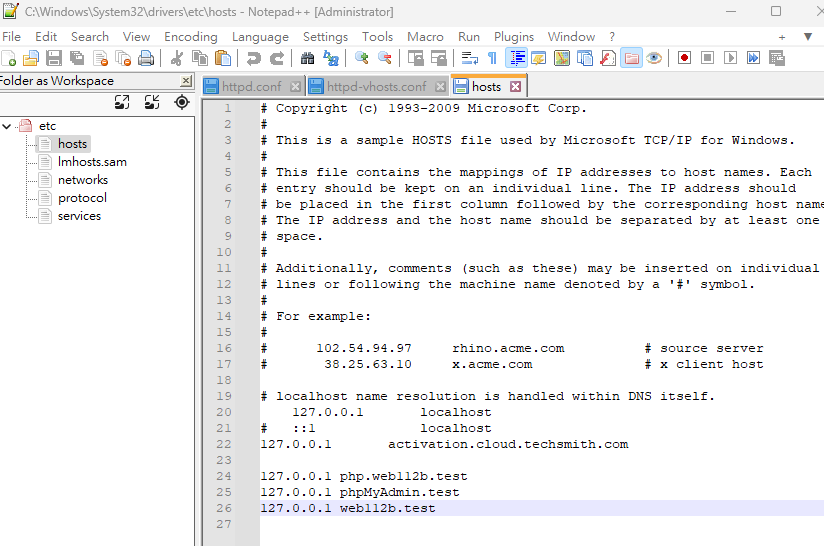 C:\Windows\System32\drivers\etc\hosts - Notepad++ [Administrator]
File Edit Search View Encoding Language Settings Tools Macro Run Plugins Window ? + ▼
Folder as Workspace
httpd.conf httpd-vhosts.conf hosts
etc
hosts
lmhosts.sam
networks
protocol
services
1 # Copyright (c) 1993-2009 Microsoft Corp.
2 #
3 # This is a sample HOSTS file used by Microsoft TCP/IP for Windows.
4 #
5 # This file contains the mappings of IP addresses to host names. Each
6 # entry should be kept on an individual line. The IP address should
7 # be placed in the first column followed by the corresponding host name
8 # The IP address and the host name should be separated by at least one
9 # space.
10 #
11 # Additionally, comments (such as these) may be inserted on individual
12 # lines or following the machine name denoted by a '#' symbol.
13 #
14 # For example:
15 #
16 #      102.54.94.97     rhino.acme.com          # source server
17 #       38.25.63.10     x.acme.com              # x client host
18
19 # localhost name resolution is handled within DNS itself.
20     127.0.0.1       localhost
21 #   ::1             localhost
22 127.0.0.1       activation.cloud.techsmith.com
23
24 127.0.0.1 php.web112b.test
25 127.0.0.1 phpMyAdmin.test
26 127.0.0.1 web112b.test
27